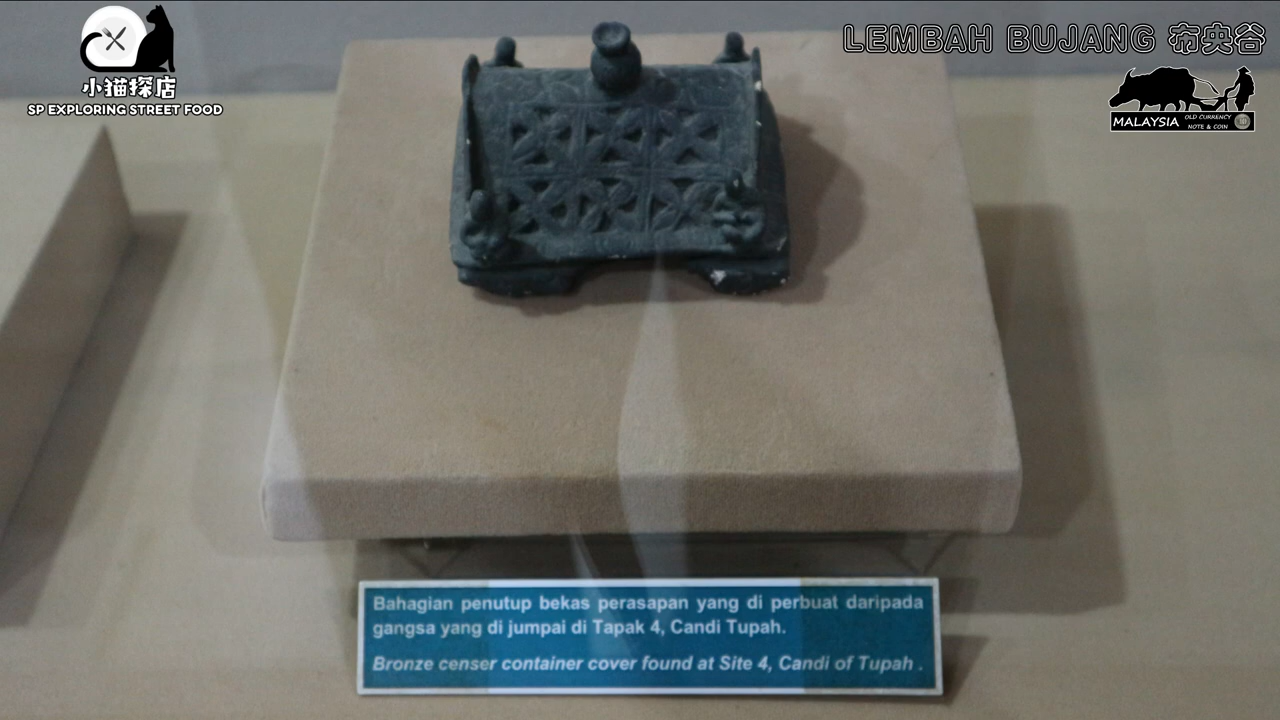 小猫探店
SP EXPLORING STREET FOOD
LEMBAH BUJANG 布央谷
MALAYSIA
OLD CURRENCY
NOTE & COIN
Bahagian penutup bekas perasapan yang di perbuat daripada
gangsa yang di jumpai di Tapak 4, Candi Tupah.
Bronze censer container cover found at Site 4, Candi of Tupah .